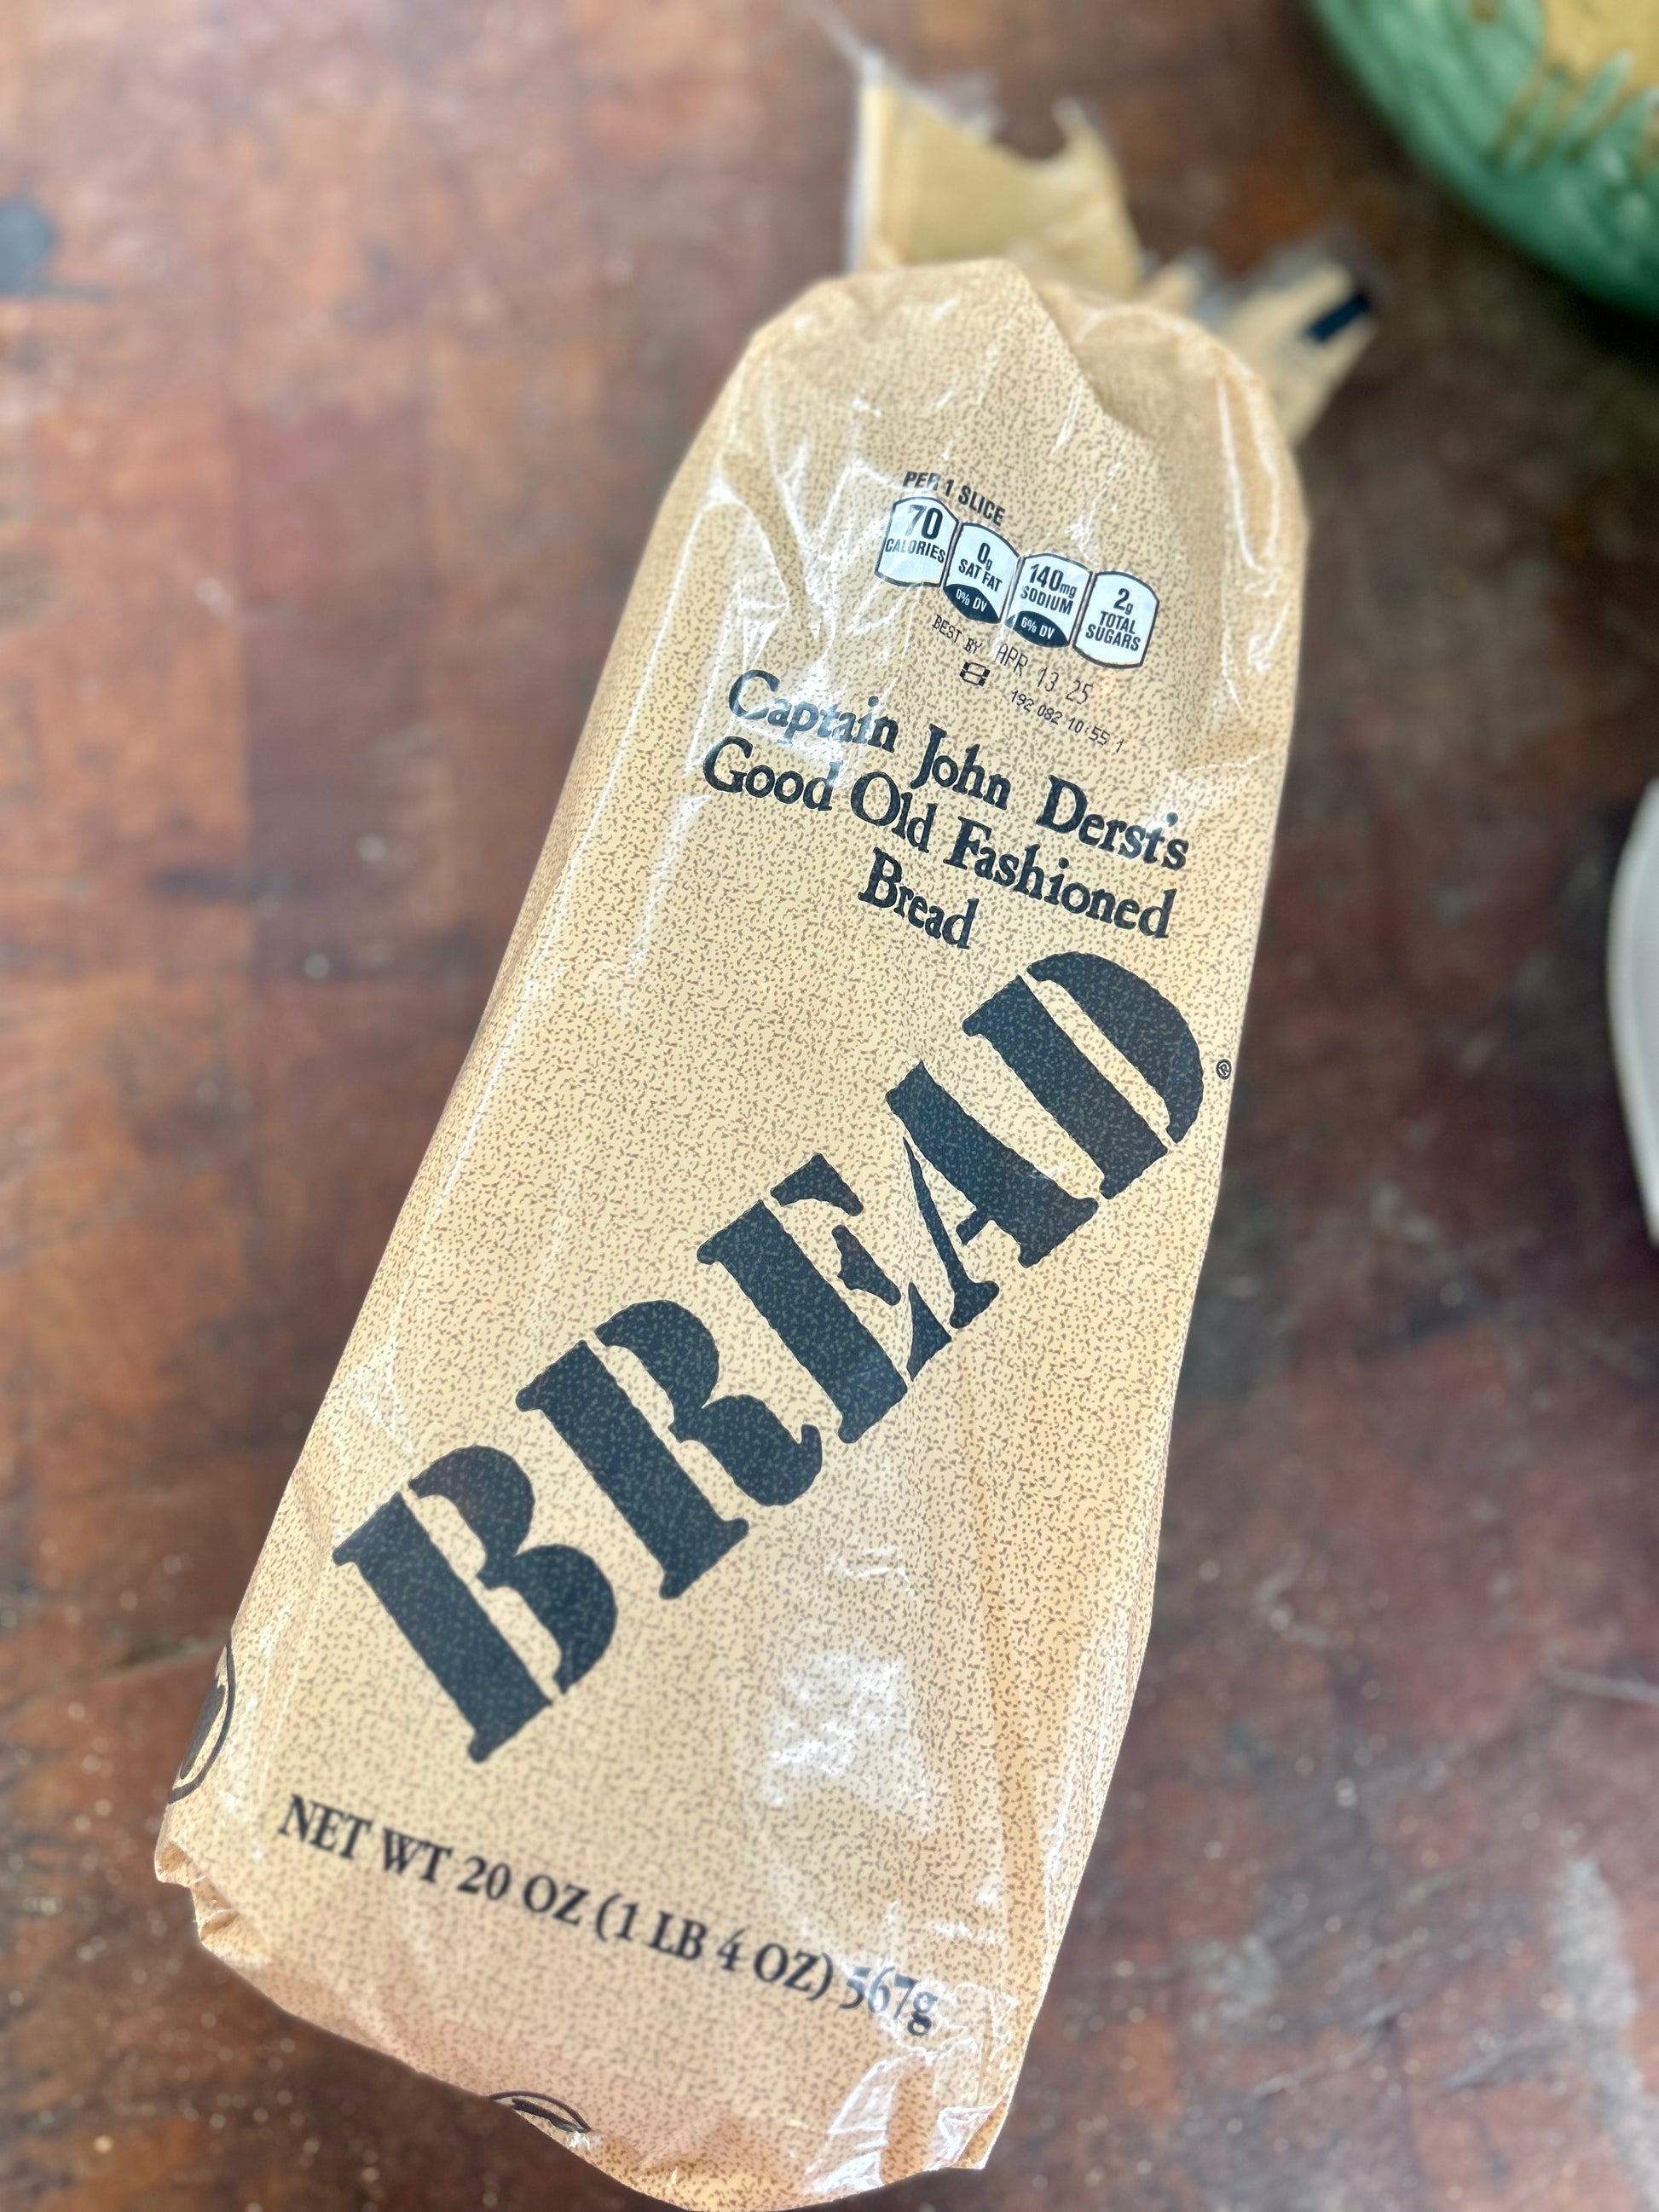 PER 1 SLICE
70
CALORIES
0g
SAT FAT
0% DV
140mg
SODIUM
6% DV
2g
TOTAL
SUGARS
BEST BY APR 13 25
192 082 10:55 1
Captain John Derst's
Good Old Fashioned
Bread
BREAD®
NET WT 20 OZ (1 LB 4 OZ) 567g